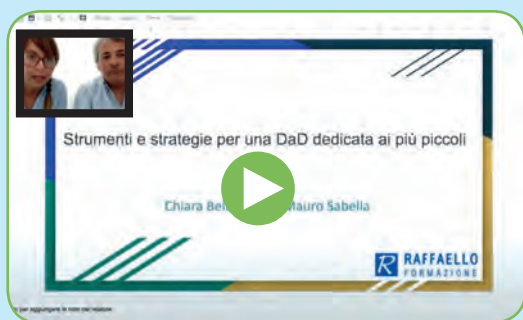 Strumenti e strategie per una DaD dedicata ai più piccoli
Chiara Mauro Sabella
RAFFAELLO
FORMAZIONE